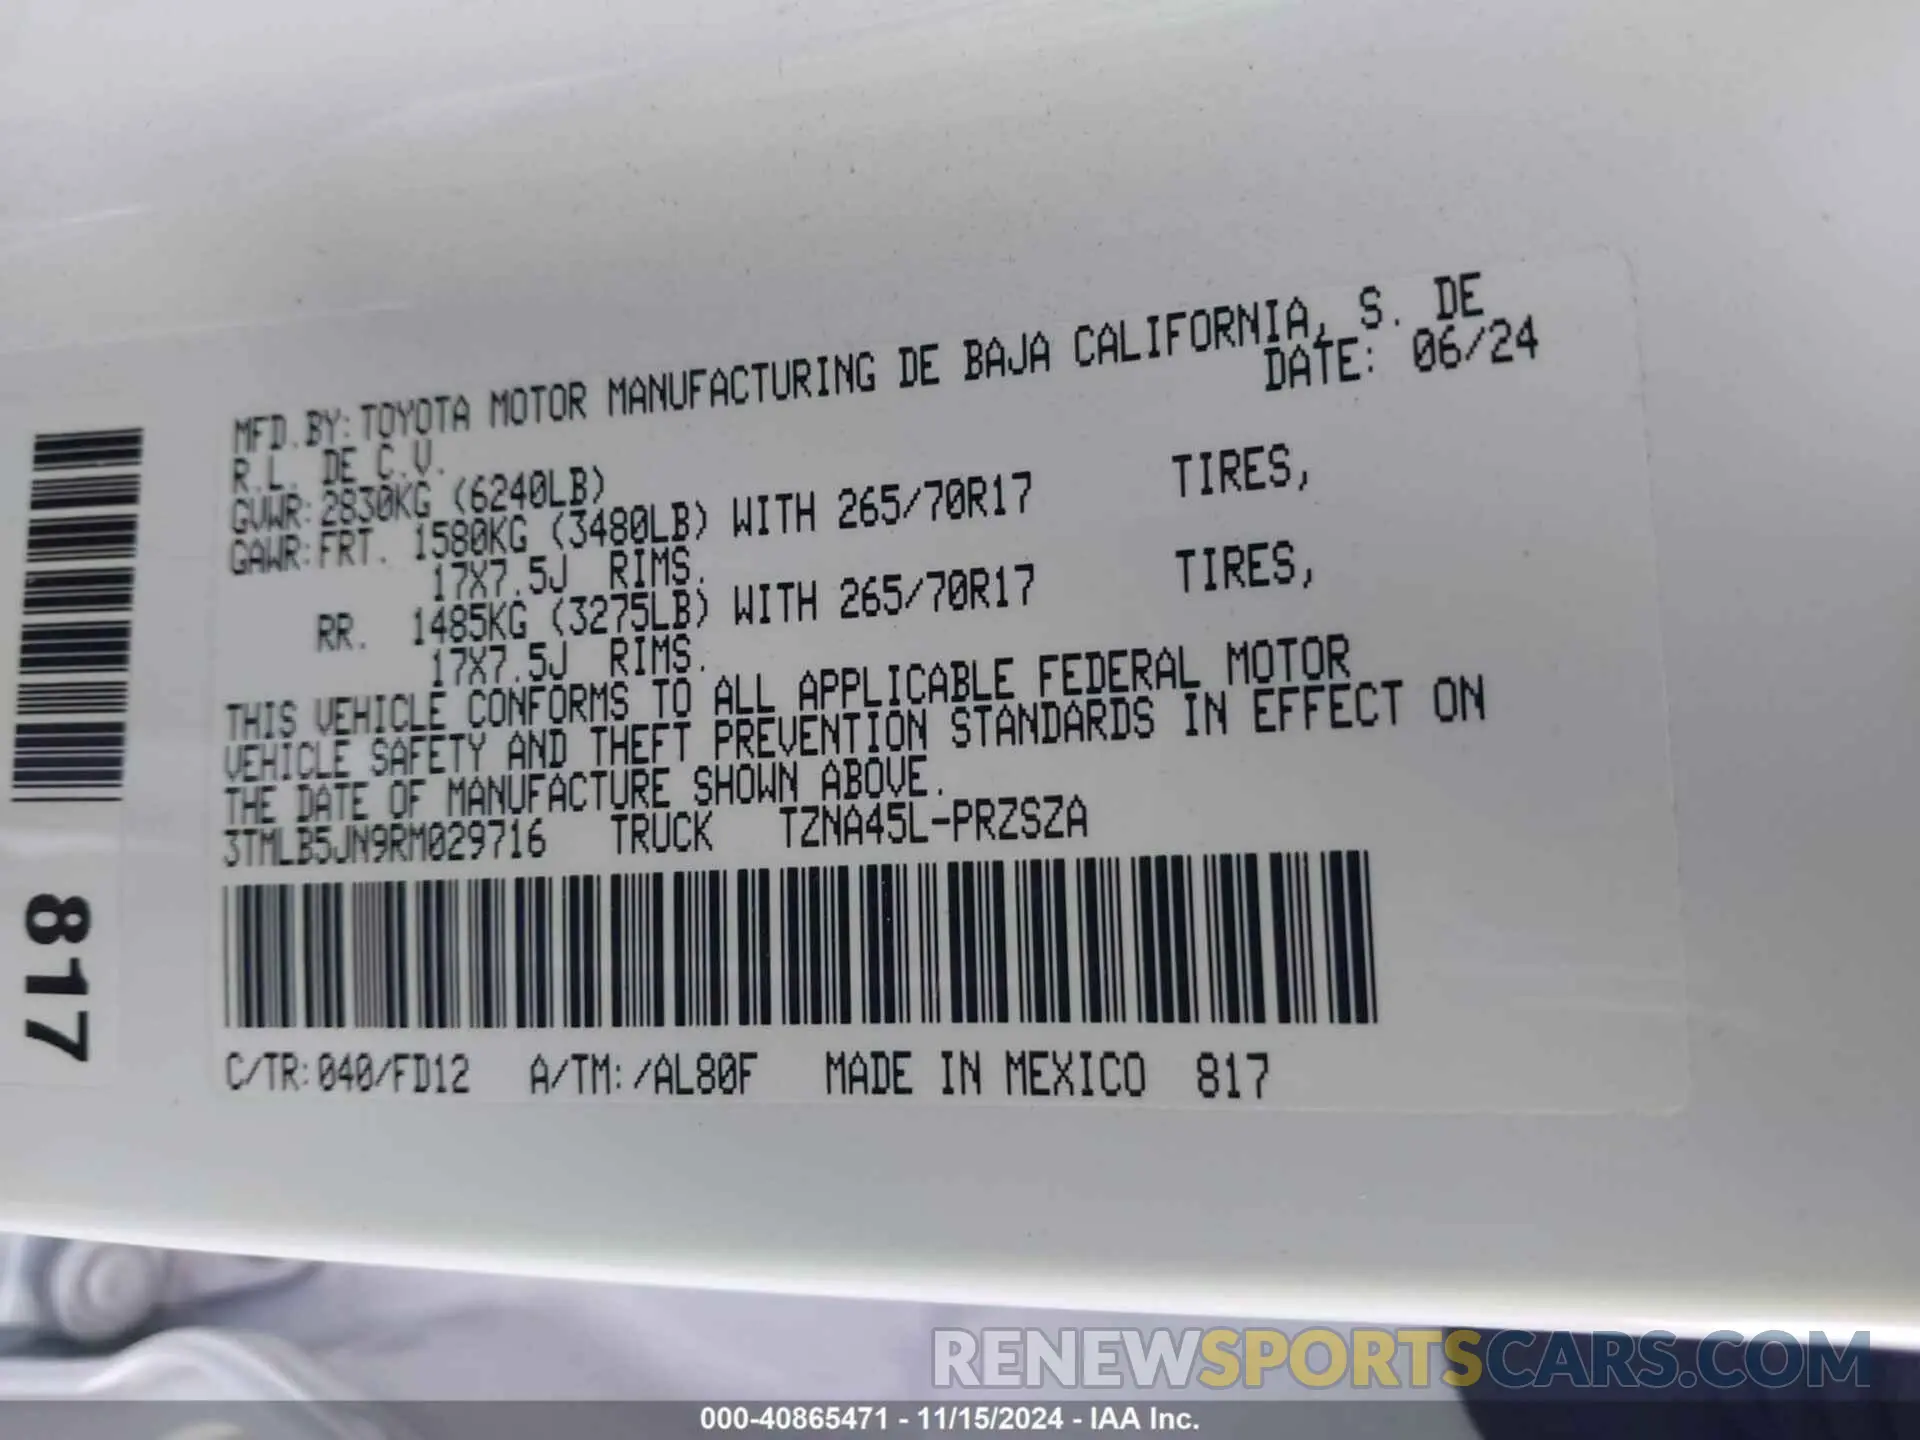 MFD.BY:TOYOTA MOTOR MANUFACTURING DE BAJA CALIFORNIA, S. DE
R.L. DE C.V. DATE: 06/24
GVWR:2830KG (6240LB)
GAWR:FRT. 1580KG (3480LB) WITH 265/70R17 TIRES,
17X7.5J RIMS.
RR. 1485KG (3275LB) WITH 265/70R17 TIRES,
17X7.5J RIMS.
THIS VEHICLE CONFORMS TO ALL APPLICABLE FEDERAL MOTOR
VEHICLE SAFETY AND THEFT PREVENTION STANDARDS IN EFFECT ON
THE DATE OF MANUFACTURE SHOWN ABOVE.
3TMLB5JN9RM029716 TRUCK TZNA45L-PRZSZA
C/TR:040/FD12 A/TM:/AL80F MADE IN MEXICO 817
817
RENEWSPORTSCARS.COM
000-40865471 - 11/15/2024 - IAA Inc.